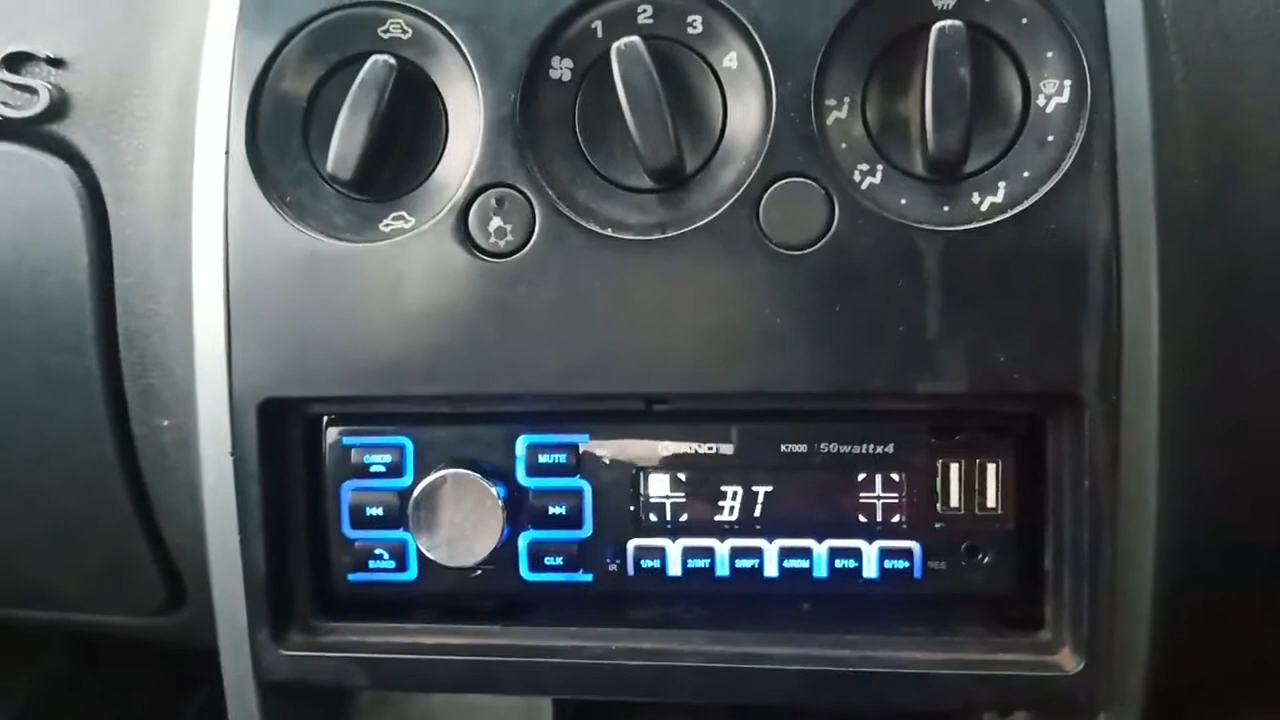 S
1 2 3 4
MUTE
K7000 50wattx4
BT
BAND
CLK
IR
1/▶II 2/INT 3/RPT 4/RDM 5/10- 6/10+
RES